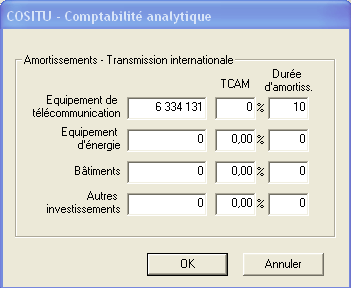 COSITU - Comptabilité analytique
Amortissements - Transmission internationale
TCAM
Durée
d'amortiss.
Equipement de
télécommunication
6 334 131
0 %
10
Equipement
d'énergie
0
0,00 %
0
Bâtiments
0
0,00 %
0
Autres
investissements
0
0,00 %
0
OK
Annuler